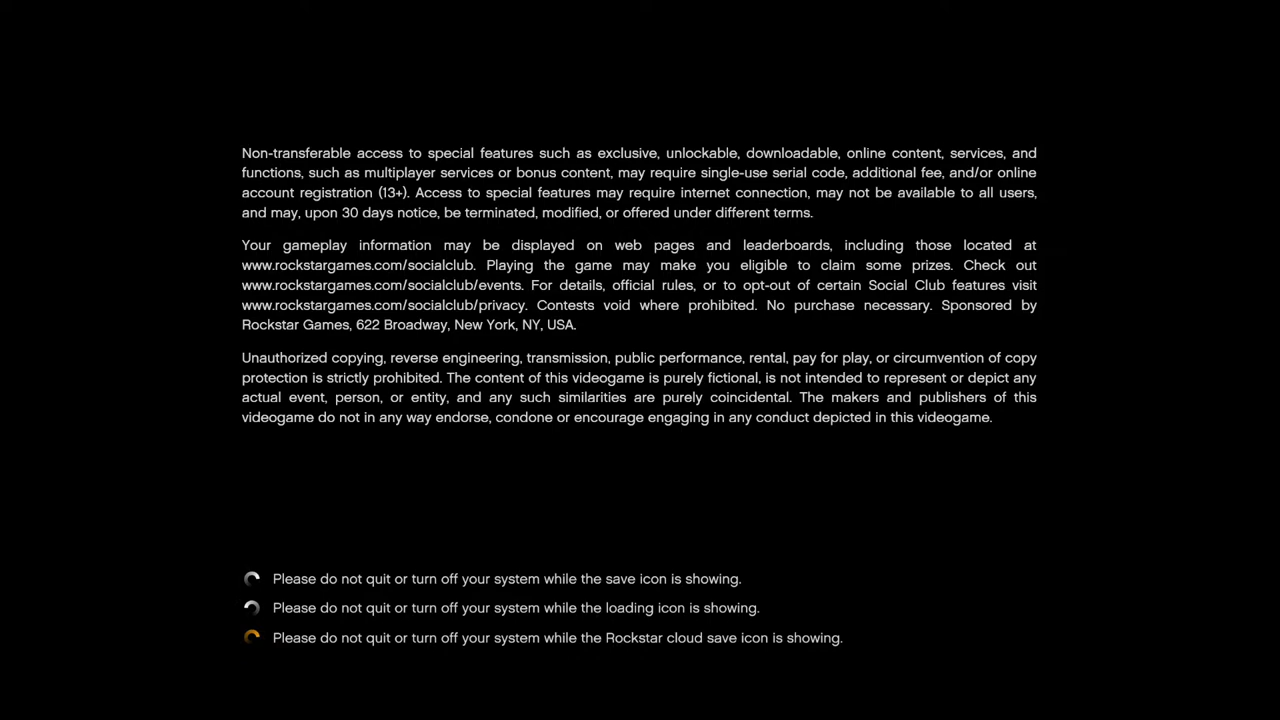 Non-transferable access to special features such as exclusive, unlockable, downloadable, online content, services, and
functions, such as multiplayer services or bonus content, may require single-use serial code, additional fee, and/or online
account registration (13+). Access to special features may require internet connection, may not be available to all users,
and may, upon 30 days notice, be terminated, modified, or offered under different terms.
Your gameplay information may be displayed on web pages and leaderboards, including those located at
www.rockstargames.com/socialclub. Playing the game may make you eligible to claim some prizes. Check out
www.rockstargames.com/socialclub/events. For details, official rules, or to opt-out of certain Social Club features visit
www.rockstargames.com/socialclub/privacy. Contests void where prohibited. No purchase necessary. Sponsored by
Rockstar Games, 622 Broadway, New York, NY, USA.
Unauthorized copying, reverse engineering, transmission, public performance, rental, pay for play, or circumvention of copy
protection is strictly prohibited. The content of this videogame is purely fictional, is not intended to represent or depict any
actual event, person, or entity, and any such similarities are purely coincidental. The makers and publishers of this
videogame do not in any way endorse, condone or encourage engaging in any conduct depicted in this videogame.
Please do not quit or turn off your system while the save icon is showing.
Please do not quit or turn off your system while the loading icon is showing.
Please do not quit or turn off your system while the Rockstar cloud save icon is showing.